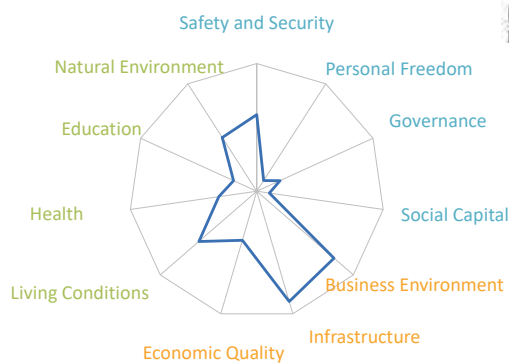 Safety and Security
Natural Environment
Personal Freedom
Education
Governance
Health
Social Capital
Business Environment
Living Conditions
Infrastructure
Economic Quality